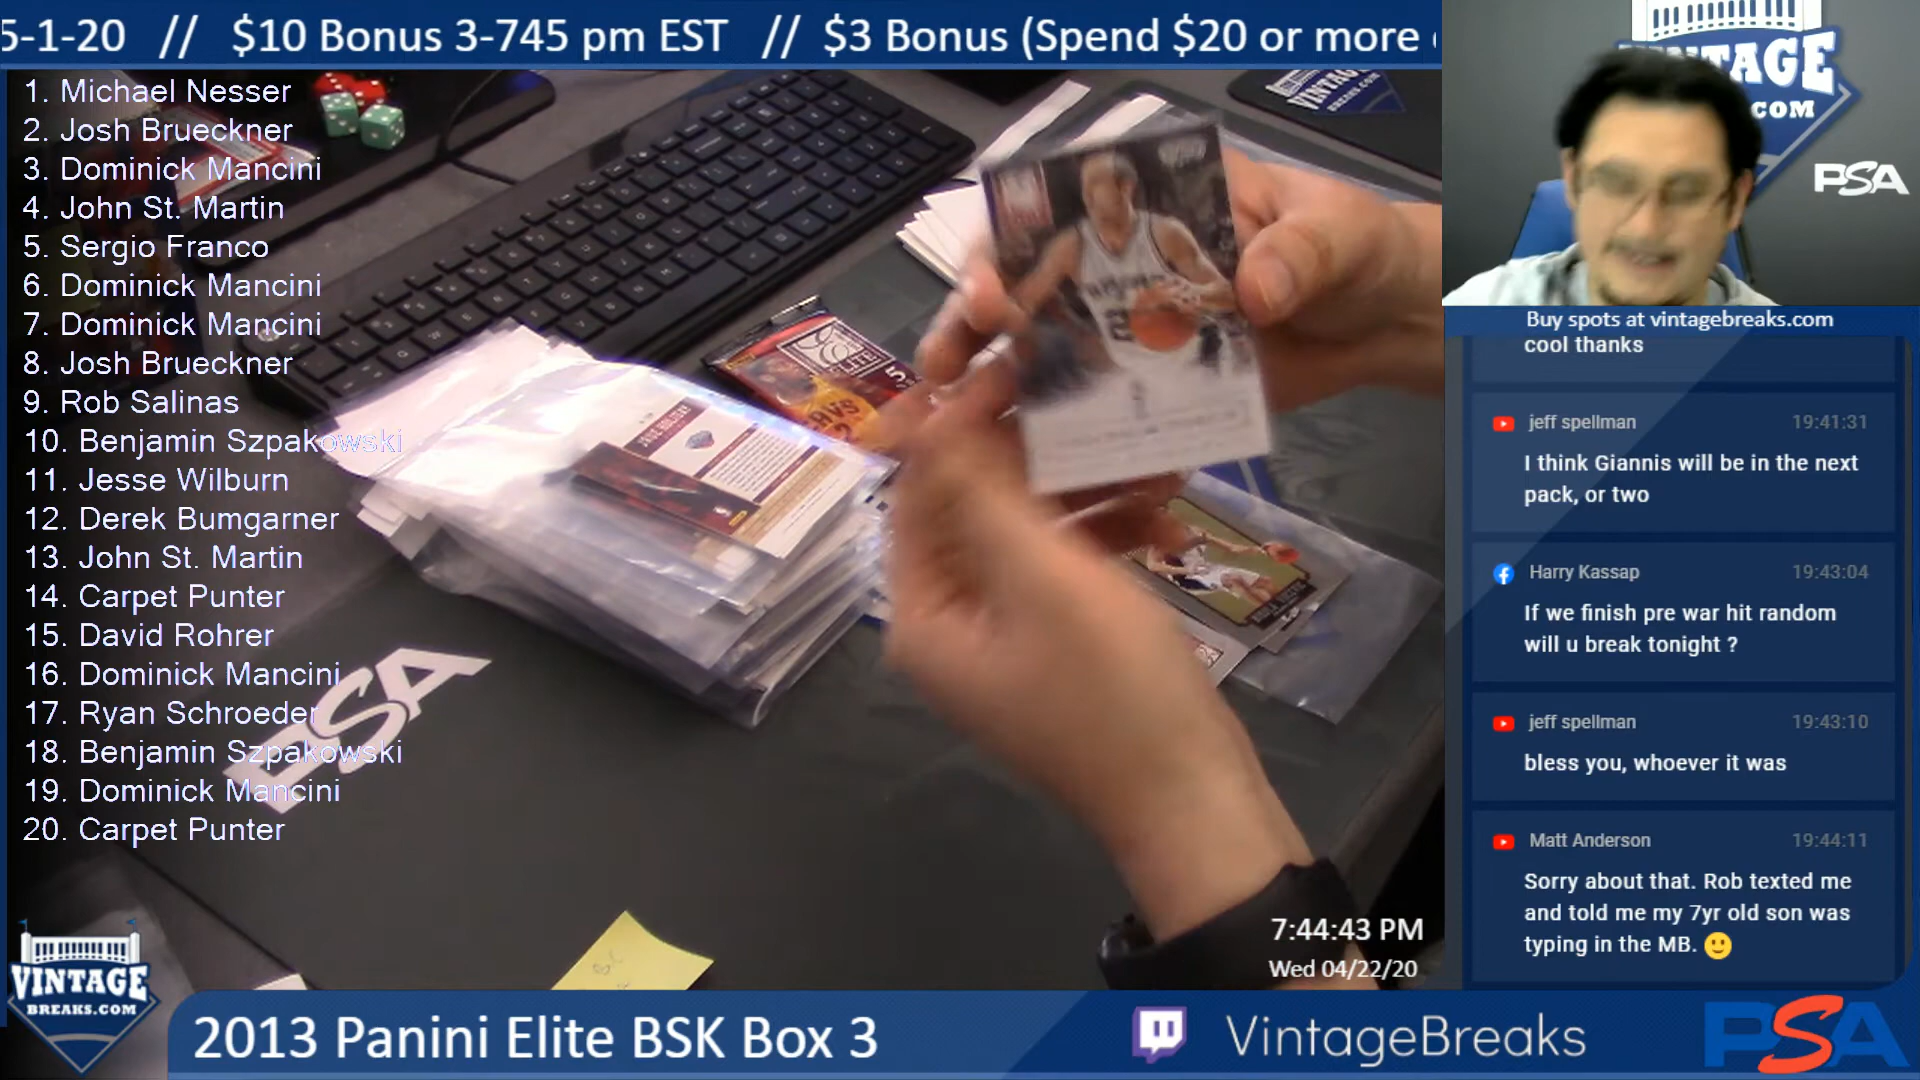 5-1-20 // $10 Bonus 3-745 pm EST // $3 Bonus (Spend $20 or more
1. Michael Nesser
2. Josh Brueckner
3. Dominick Mancini
4. John St. Martin
5. Sergio Franco
6. Dominick Mancini
7. Dominick Mancini
8. Josh Brueckner
9. Rob Salinas
10. Benjamin Szpakowski
11. Jesse Wilburn
12. Derek Bumgarner
13. John St. Martin
14. Carpet Punter
15. David Rohrer
16. Dominick Mancini
17. Ryan Schroeder
18. Benjamin Szpakowski
19. Dominick Mancini
20. Carpet Punter
VINTAGE
ELITE
PSA
7:44:43 PM
Wed 04/22/20
VINTAGE
.COM
PSA
Buy spots at vintagebreaks.com
cool thanks
jeff spellman 19:41:31
I think Giannis will be in the next
pack, or two
Harry Kassap 19:43:04
If we finish pre war hit random
will u break tonight ?
jeff spellman 19:43:10
bless you, whoever it was
Matt Anderson 19:44:11
Sorry about that. Rob texted me
and told me my 7yr old son was
typing in the MB. 🙂
VINTAGE
BREAKS.COM
2013 Panini Elite BSK Box 3
VintageBreaks
PSA